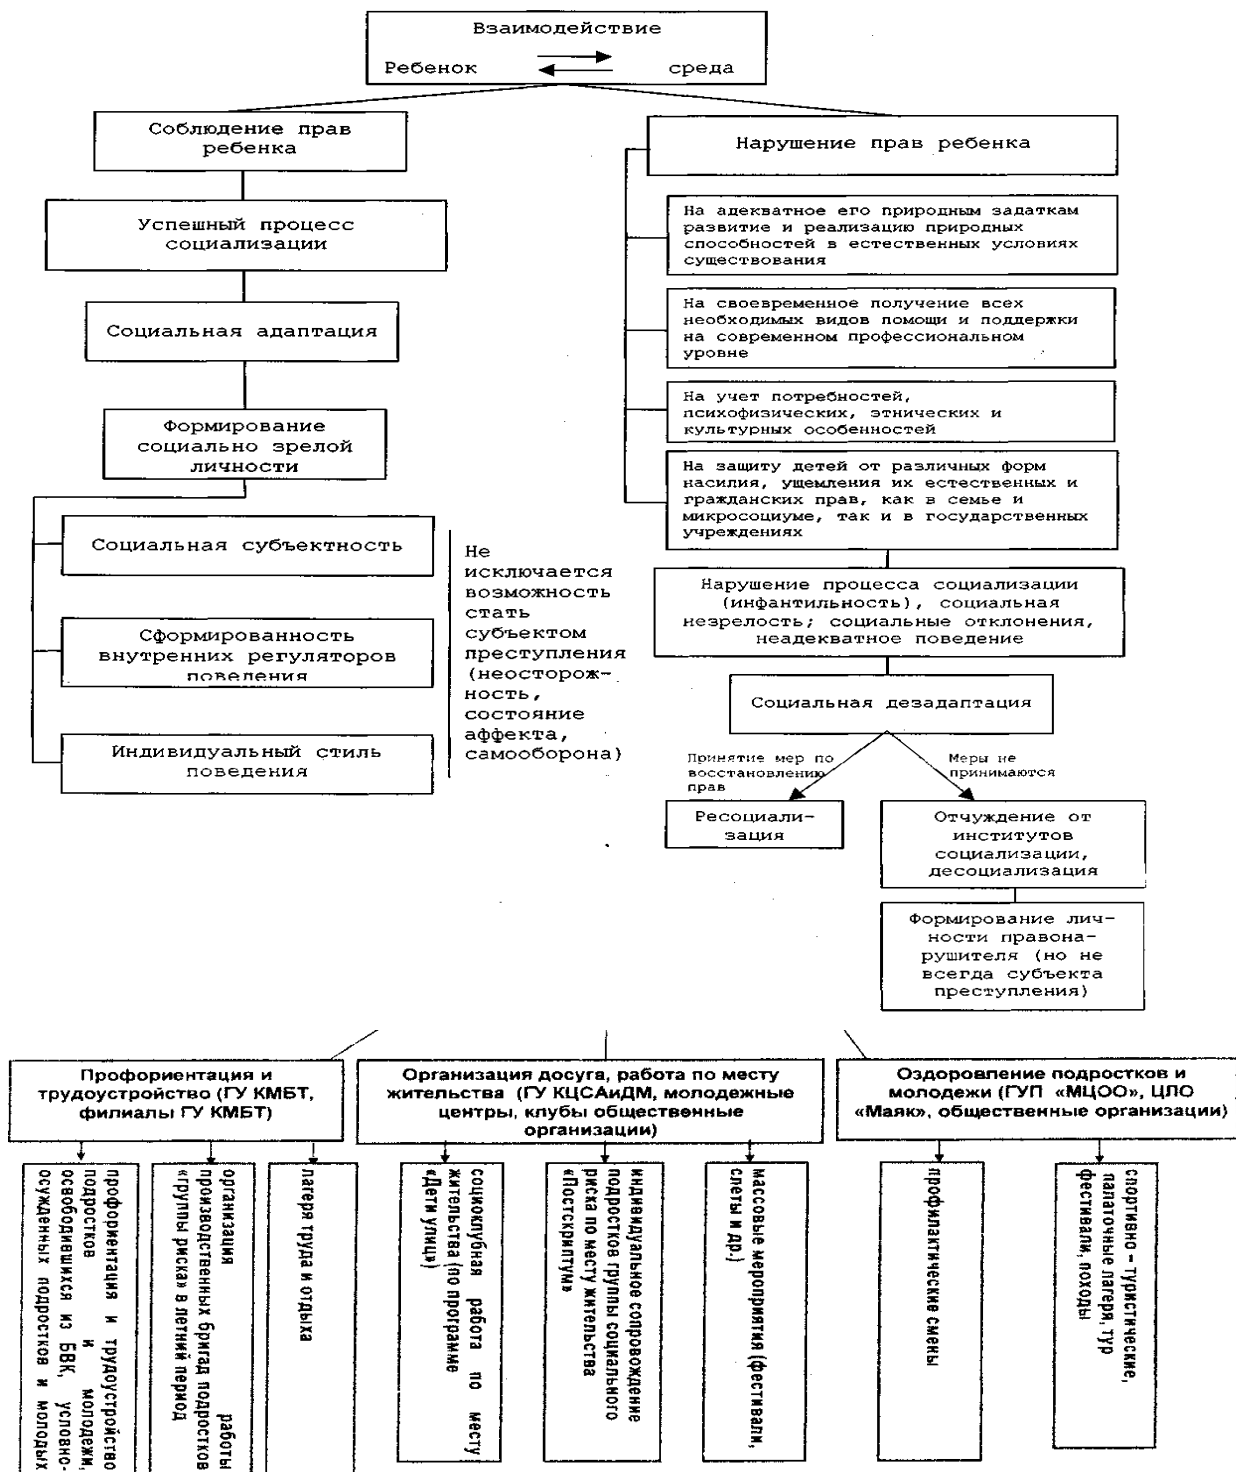 Взаимодействие
Ребенок среда
Соблюдение прав
ребенка
Успешный процесс
социализации
Социальная адаптация
Формирование
социально зрелой
личности
Социальная субъектность
Сформированность
внутренних регуляторов
поведения
Индивидуальный стиль
поведения
Не
исключается
возможность
стать
субъектом
преступления
(неосторож-
ность,
состояние
аффекта,
самооборона)
Нарушение прав ребенка
На адекватное его природным задаткам
развитие и реализацию природных
способностей в естественных условиях
существования
На своевременное получение всех
необходимых видов помощи и поддержки
на современном профессиональном
уровне
На учет потребностей,
психофизических, этнических и
культурных особенностей
На защиту детей от различных форм
насилия, ущемления их естественных и
гражданских прав, как в семье и
микросоциуме, так и в государственных
учреждениях
Нарушение процесса социализации
(инфантильность), социальная
незрелость; социальные отклонения,
неадекватное поведение
Социальная дезадаптация
Принятие мер по
восстановлению
прав
Меры не
принимаются
Ресоциали-
зация
Отчуждение от
институтов
социализации,
десоциализация
Формирование лич-
ности правона-
рушителя (но не
всегда субъекта
преступления)
Профориентация и
трудоустройство (ГУ КМБТ,
филиалы ГУ КМБТ)
Организация досуга, работа по месту
жительства (ГУ КЦСАиДМ, молодежные
центры, клубы общественные
организации)
Оздоровление подростков и
молодежи (ГУП «МЦОО», ЦЛО
«Маяк», общественные организации)
профориентация и трудоустройство
подростков и молодежи,
освободившихся из БВК, условно-
осужденных подростков и молодых
организация работы
производственных бригад подростков
«группы риска» в летний период
лагеря труда и отдыха
социоклубная работа по месту
жительства (по программе
«Дети улиц»)
индивидуальное сопровождение
подростков группы социального
риска по месту жительства
«Постскриптум»
массовые мероприятия (фестивали,
слеты и др.)
профилактические смены
спортивно – туристические,
палаточные лагеря, тур
фестивали, походы